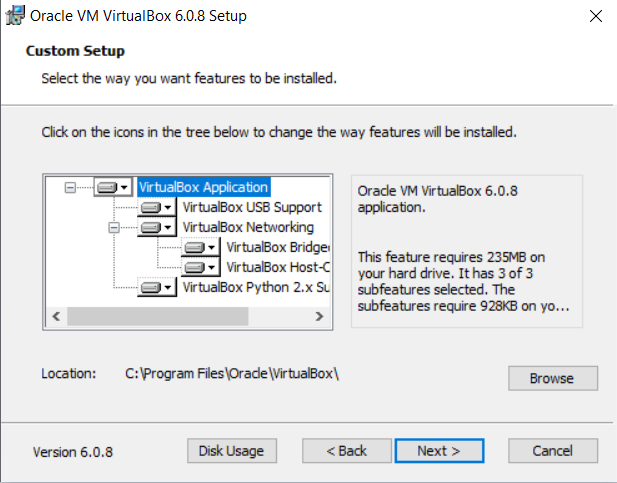 Oracle VM VirtualBox 6.0.8 Setup
Custom Setup
Select the way you want features to be installed.
Click on the icons in the tree below to change the way features will be installed.
VirtualBox Application
VirtualBox USB Support
VirtualBox Networking
VirtualBox Bridged
VirtualBox Host-O
VirtualBox Python 2.x Su
Oracle VM VirtualBox 6.0.8
application.
This feature requires 235MB on
your hard drive. It has 3 of 3
subfeatures selected. The
subfeatures require 928KB on yo...
Location: C:\Program Files\Oracle\VirtualBox\
Browse
Version 6.0.8
Disk Usage
< Back
Next >
Cancel